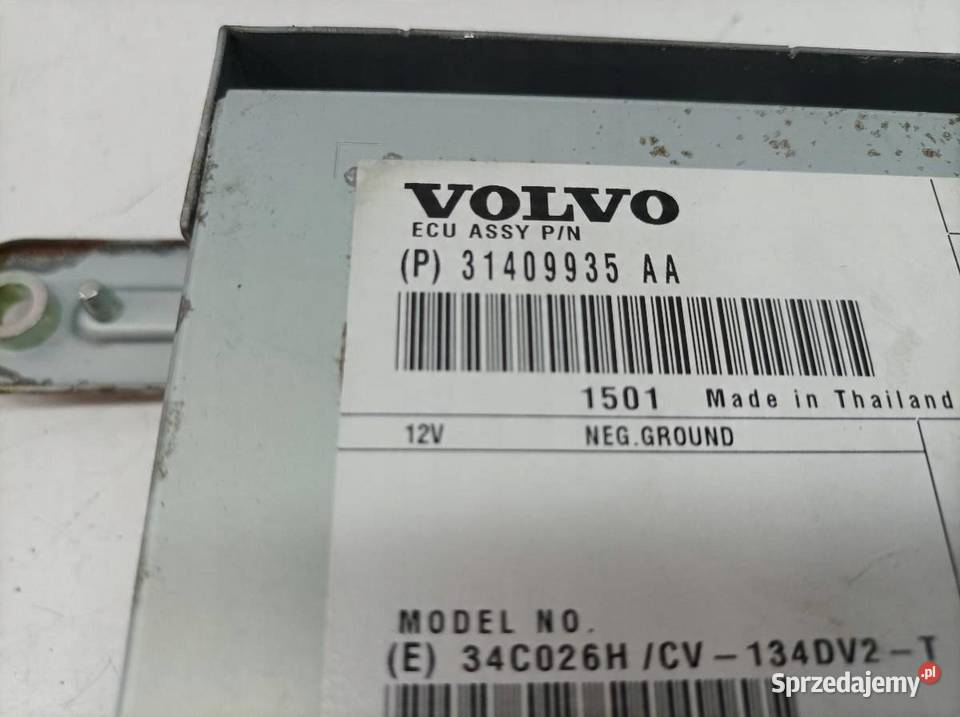 VOLVO
ECU ASSY P/N
(P) 31409935 AA
1501 Made in Thailand
12V NEG.GROUND
MODEL NO.
(E) 34C026H /CV-134DV2-T
Sprzedajemy.pl